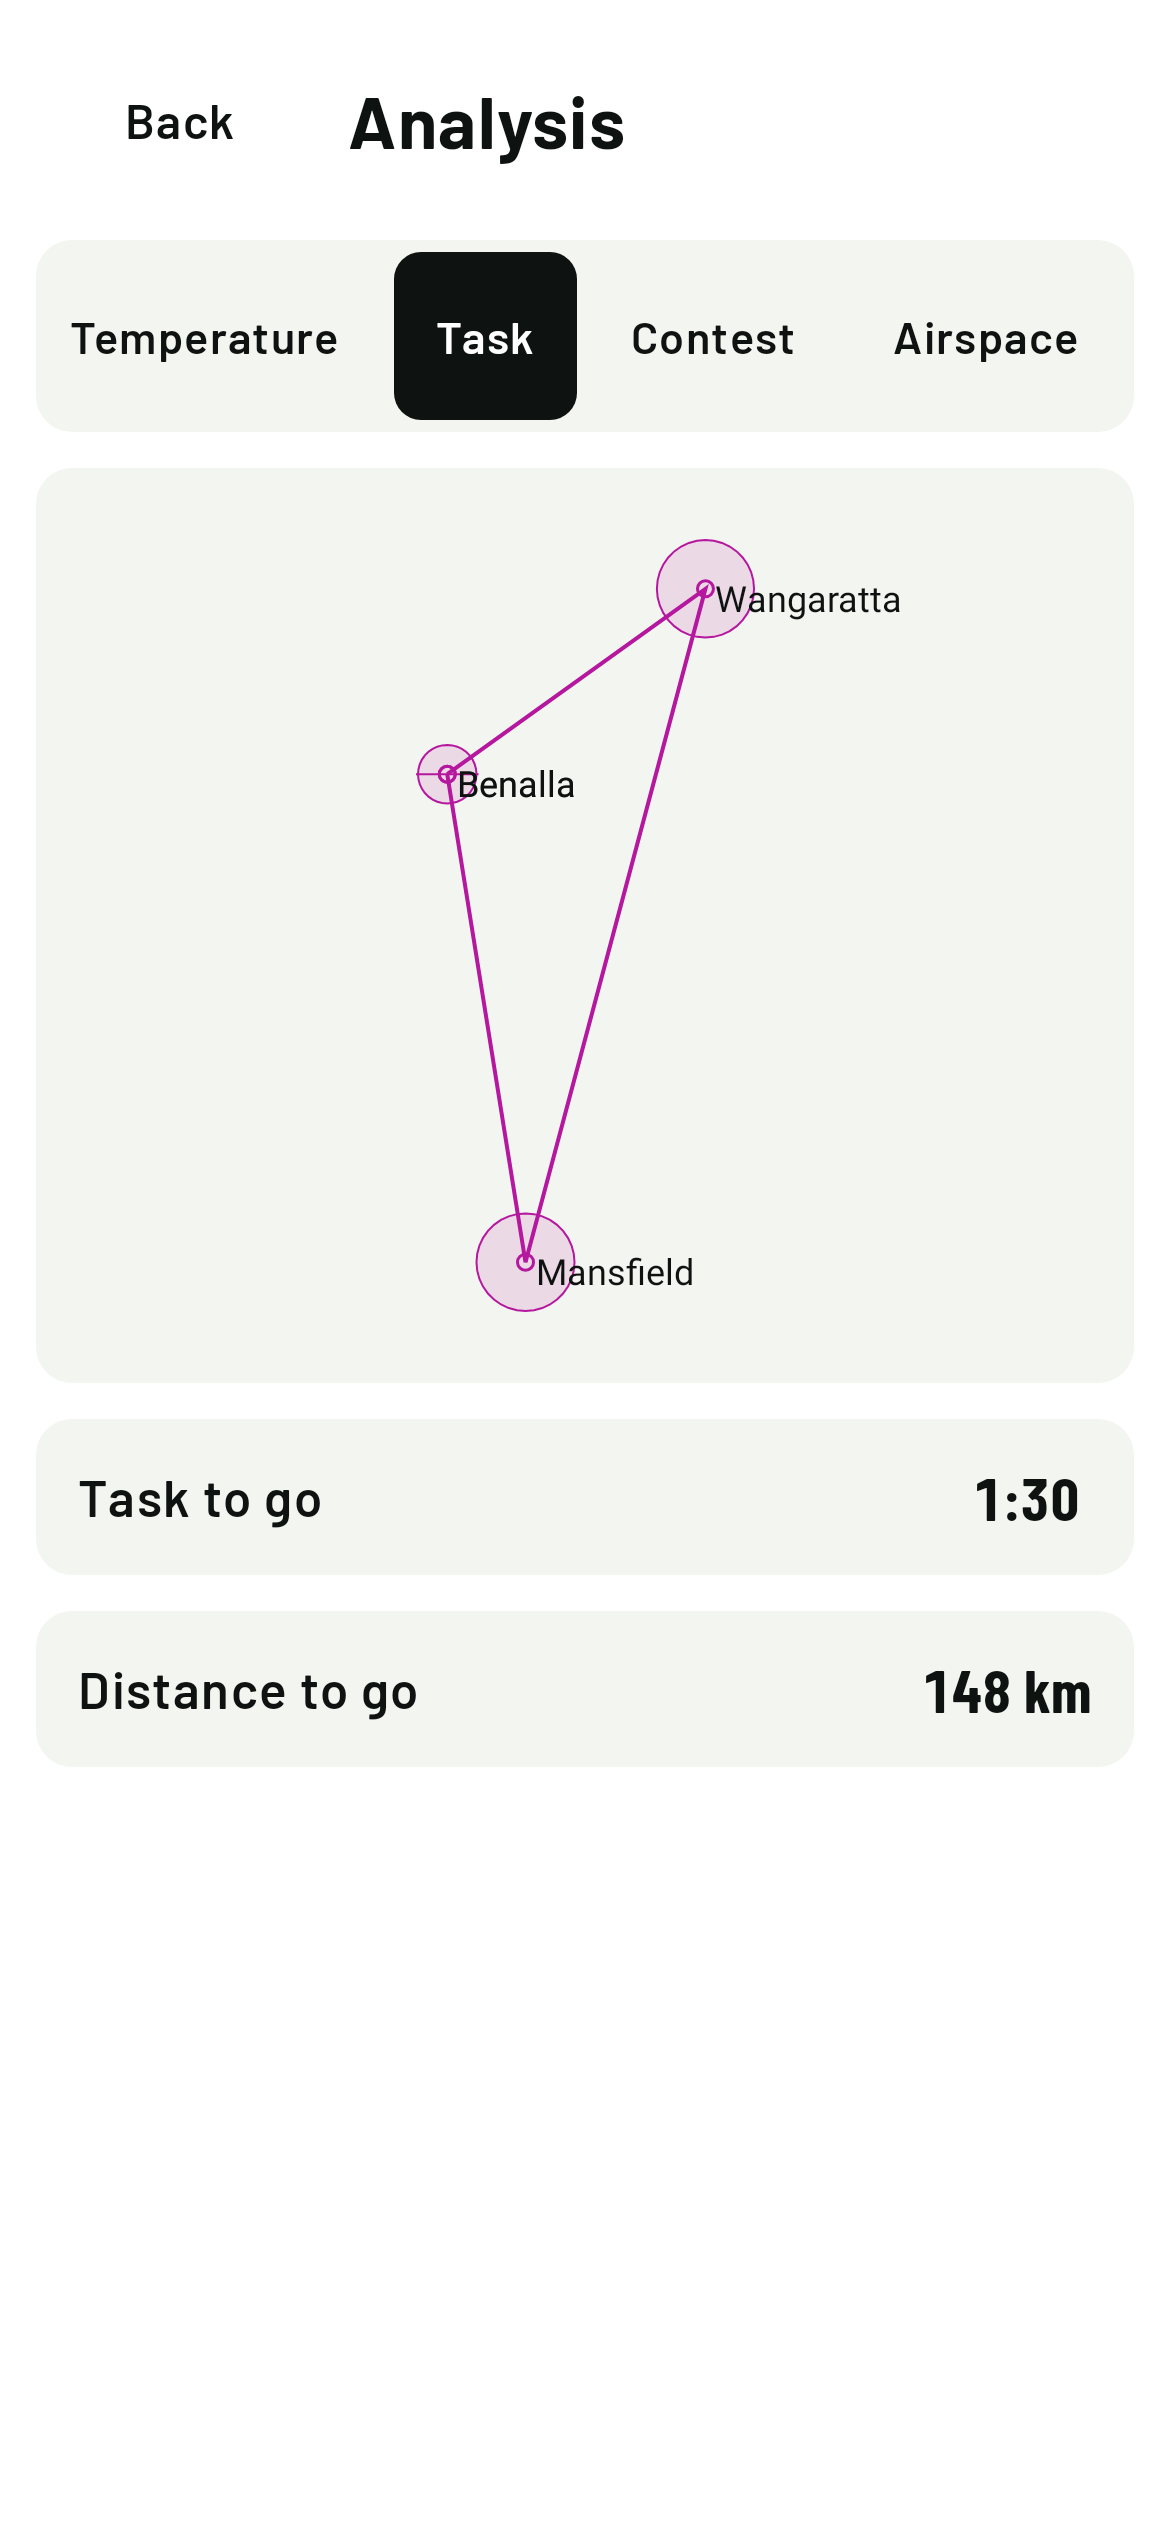 Back
Analysis
Temperature
Task
Contest
Airspace
Wangaratta
Benalla
Mansfield
Task to go
1:30
Distance to go
148 km